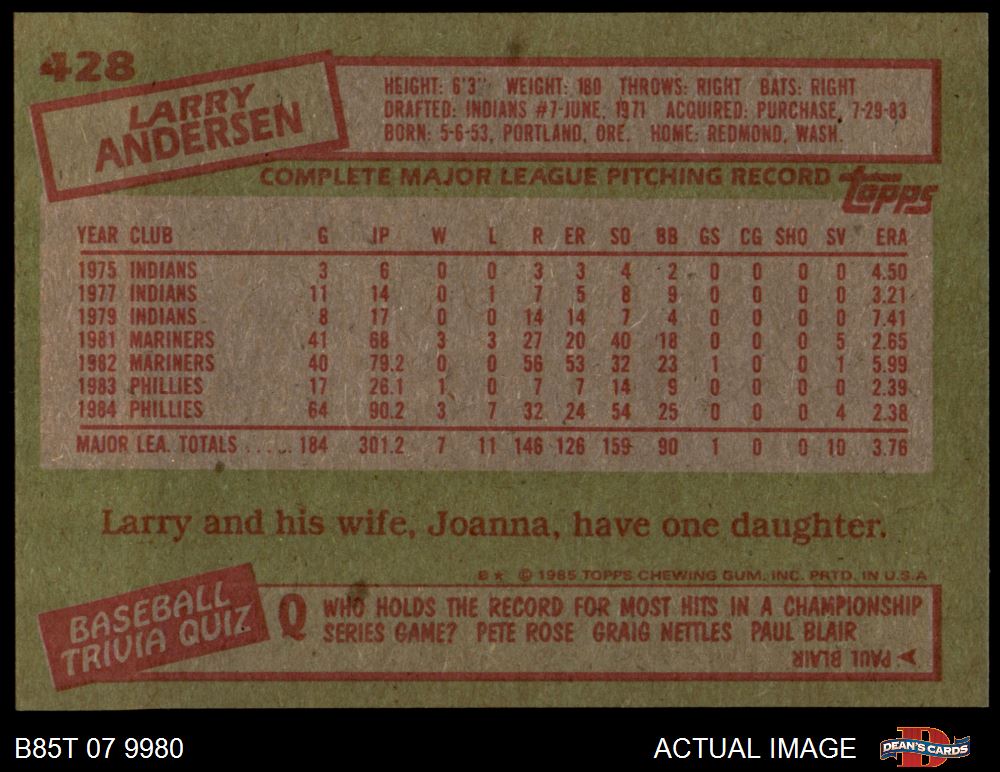 428
LARRY
ANDERSEN
HEIGHT: 6'3" WEIGHT: 180 THROWS: RIGHT BATS: RIGHT
DRAFTED: INDIANS #7-JUNE, 1971 ACQUIRED: PURCHASE, 7-29-83
BORN: 5-6-53, PORTLAND, ORE. HOME: REDMOND, WASH.
COMPLETE MAJOR LEAGUE PITCHING RECORD topps
YEAR CLUB G IP W L R ER SO BB GS CG SHO SV ERA
1975 INDIANS 3 6 0 0 3 3 4 2 0 0 0 0 4.50
1977 INDIANS 11 14 0 1 7 5 8 9 0 0 0 0 3.21
1979 INDIANS 8 17 0 0 14 14 7 4 0 0 0 0 7.41
1981 MARINERS 41 68 3 3 27 20 40 18 0 0 0 5 2.65
1982 MARINERS 40 79.2 0 0 56 53 32 23 1 0 0 1 5.99
1983 PHILLIES 17 26.1 1 0 7 7 14 9 0 0 0 0 2.39
1984 PHILLIES 64 90.2 3 7 32 24 54 25 0 0 0 4 2.38
MAJOR LEA. TOTALS ..... 184 301.2 7 11 146 126 159 90 1 0 0 10 3.76
Larry and his wife, Joanna, have one daughter.
B★ © 1985 TOPPS CHEWING GUM, INC. PRTD. IN U.S.A
BASEBALL
TRIVIA QUIZ
Q WHO HOLDS THE RECORD FOR MOST HITS IN A CHAMPIONSHIP
SERIES GAME? PETE ROSE GRAIG NETTLES PAUL BLAIR
PAUL BLAIR
B85T 07 9980
ACTUAL IMAGE
D
DEAN'S CARDS